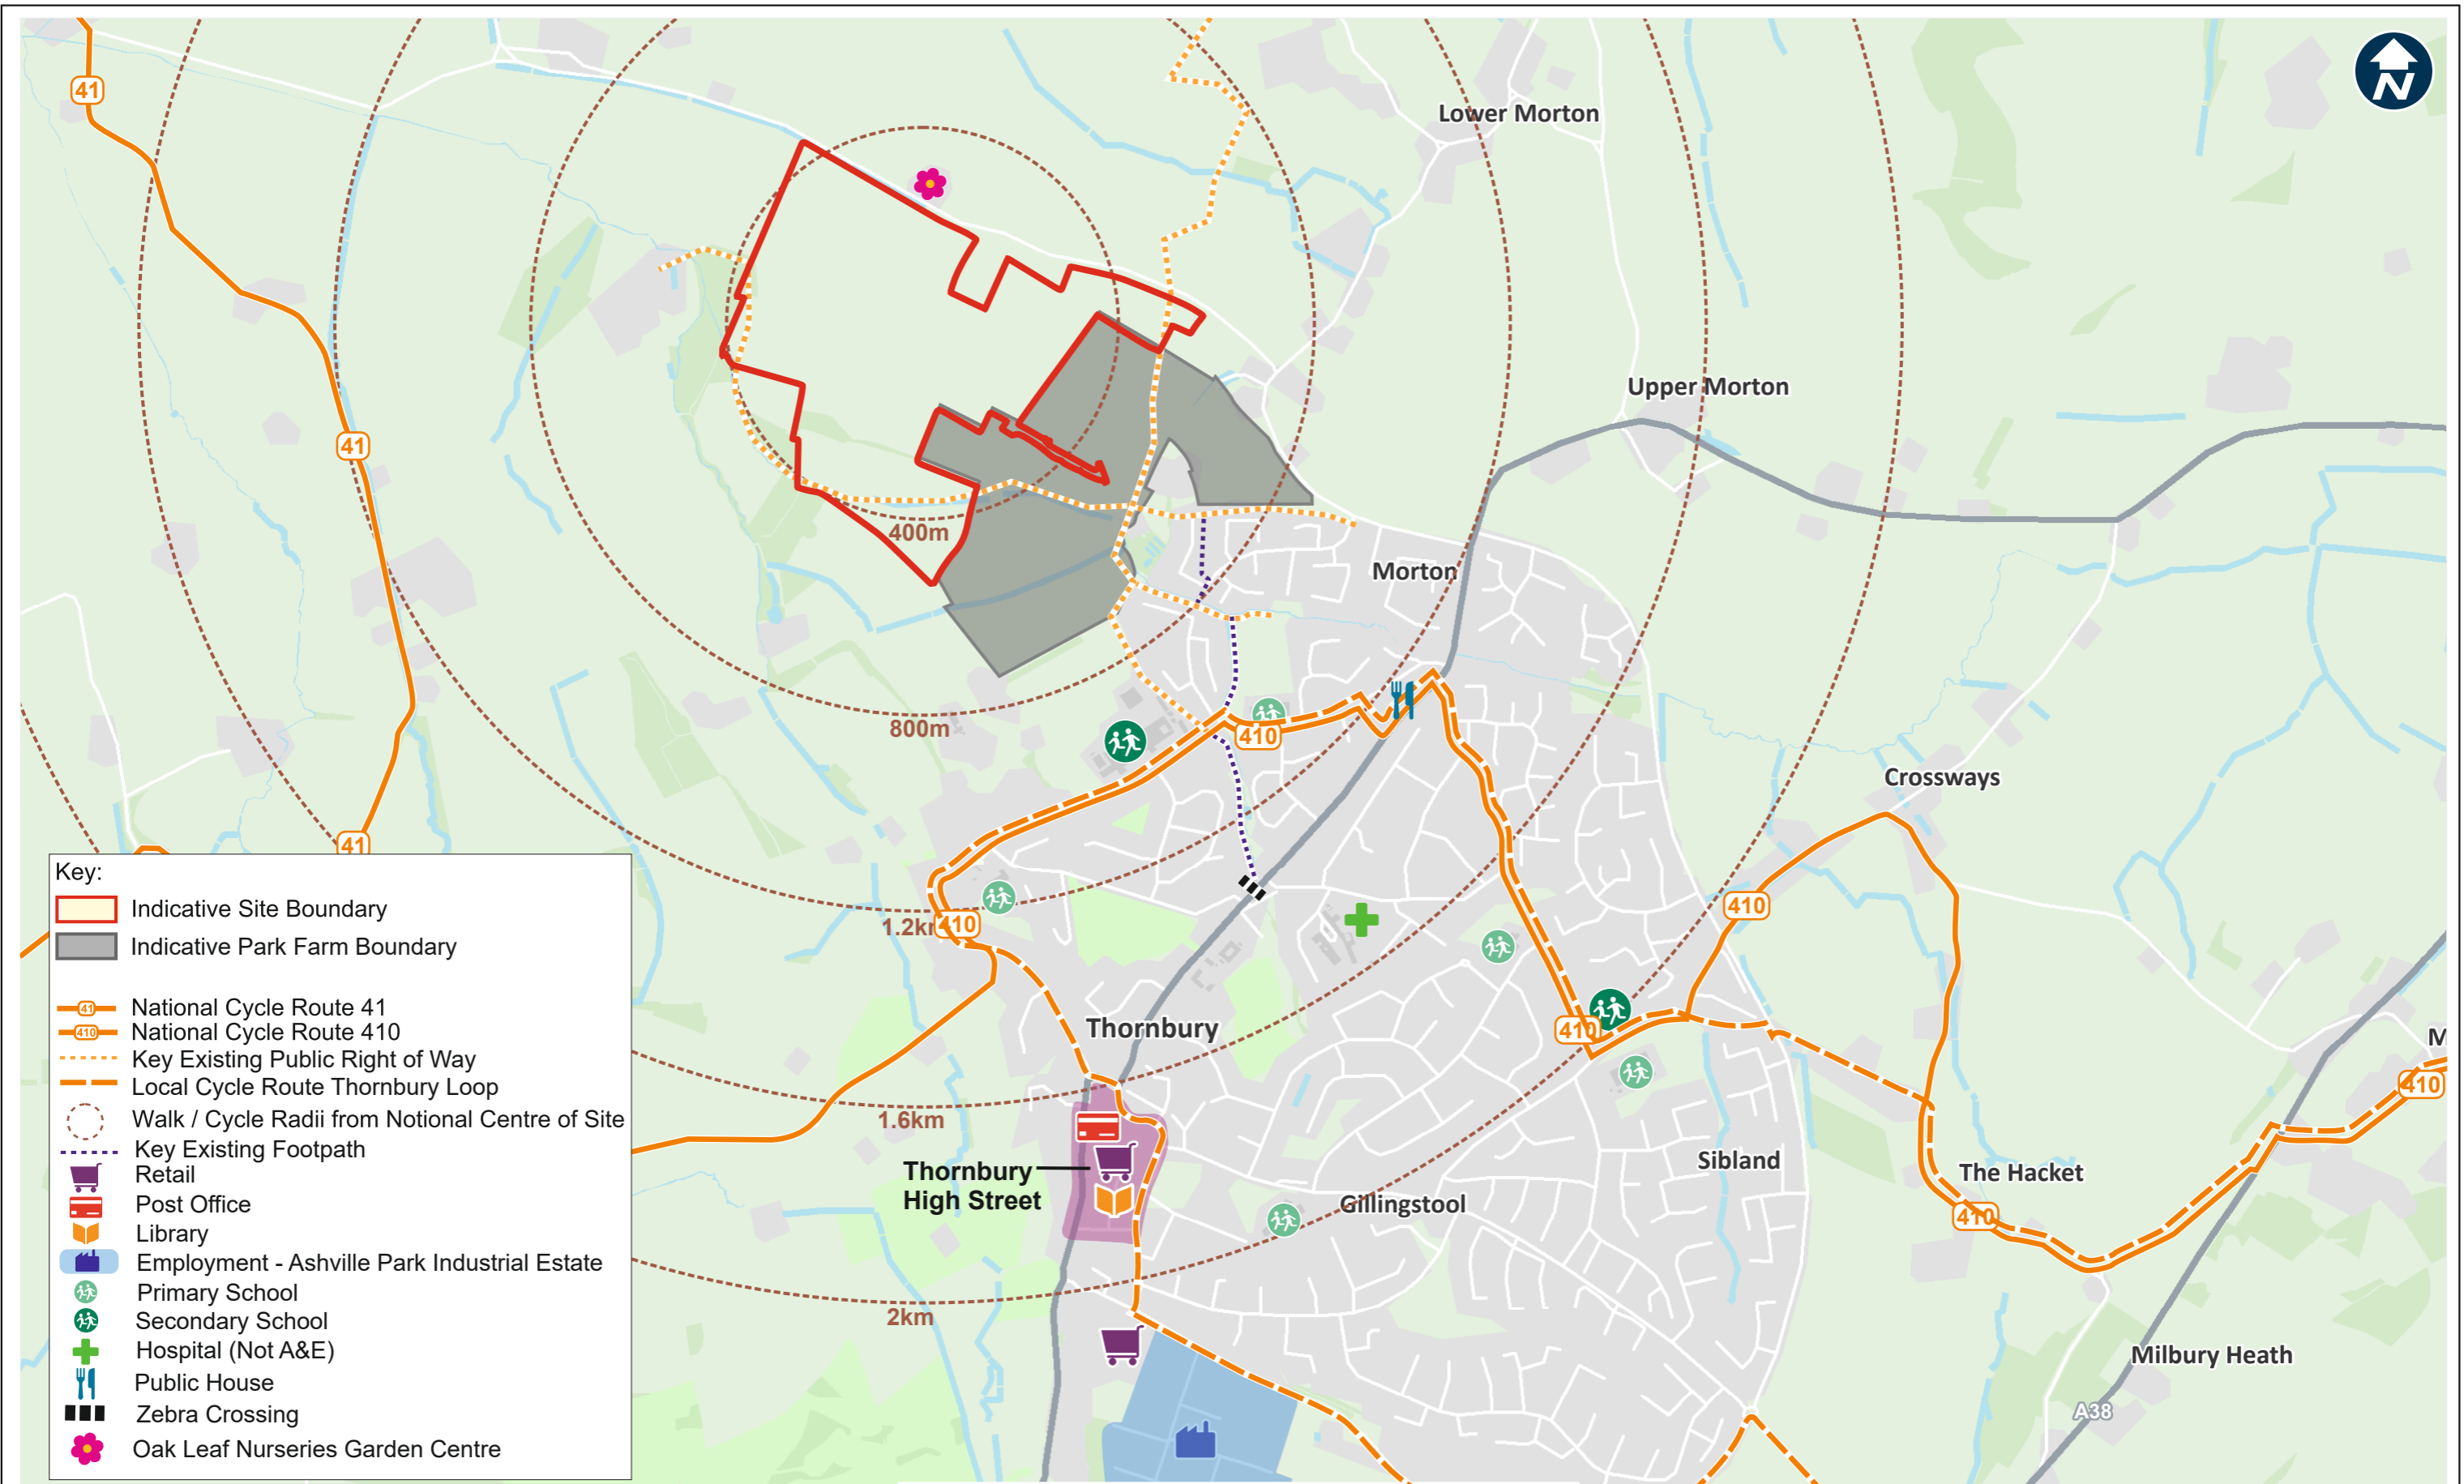 N
41
Lower Morton
Upper Morton
41
400m
Morton
800m
410
Crossways
41
1.2km
410
410
Thornbury
410
1.6km
M
410
Thornbury
High Street
Sibland
The Hacket
Gillingstool
410
2km
Milbury Heath
A38
Key:
Indicative Site Boundary
Indicative Park Farm Boundary
41 National Cycle Route 41
410 National Cycle Route 410
Key Existing Public Right of Way
Local Cycle Route Thornbury Loop
Walk / Cycle Radii from Notional Centre of Site
Key Existing Footpath
Retail
Post Office
Library
Employment - Ashville Park Industrial Estate
Primary School
Secondary School
Hospital (Not A&E)
Public House
Zebra Crossing
Oak Leaf Nurseries Garden Centre